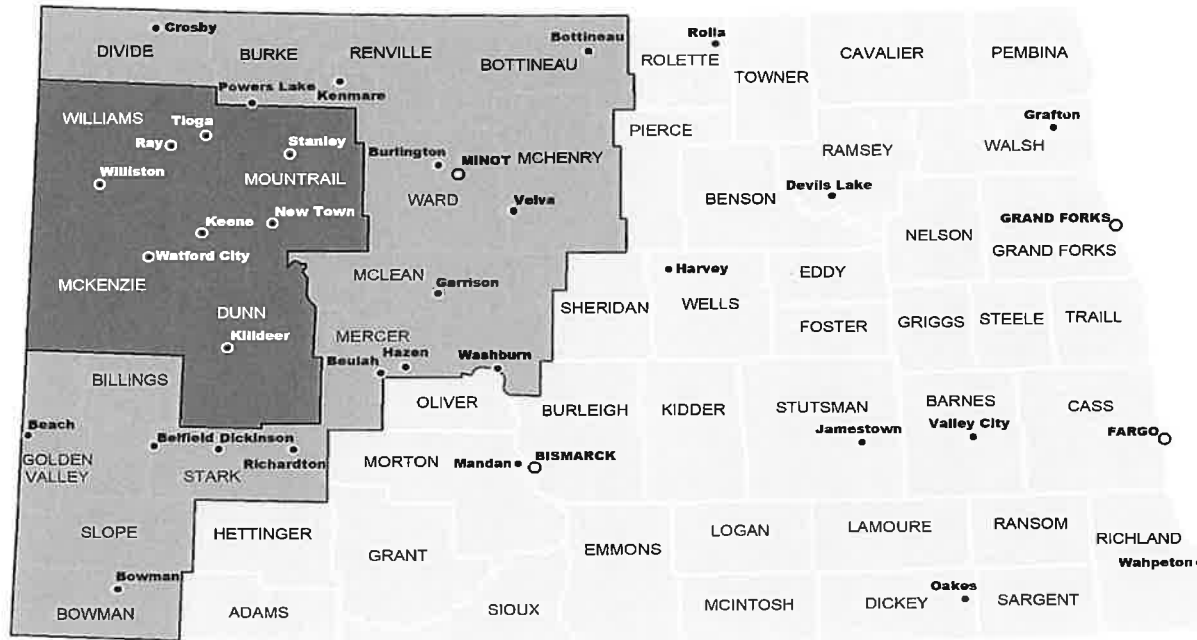 Crosby
DIVIDE
BURKE
RENVILLE
Bottineau
BOTTINEAU
Rolla
ROLETTE
TOWNER
CAVALIER
PEMBINA
Powers Lake
Kenmare
WILLIAMS
Tioga
Ray
Stanley
Williston
MOUNTRAIL
Burlington
MINOT
MCHENRY
WARD
Velva
PIERCE
Grafton
RAMSEY
WALSH
BENSON
Devils Lake
Keene
New Town
Watford City
MCKENZIE
NELSON
GRAND FORKS
GRAND FORKS
MCLEAN
Garrison
Harvey
WELLS
EDDY
SHERIDAN
DUNN
Killdeer
FOSTER
GRIGGS
STEELE
TRAILL
MERCER
Hazen
Beulah
Washburn
BILLINGS
OLIVER
BURLEIGH
KIDDER
STUTSMAN
Jamestown
BARNES
Valley City
CASS
FARGO
Beach
Belfield
Dickinson
GOLDEN
VALLEY
STARK
Richardton
MORTON
Mandan
BISMARCK
SLOPE
HETTINGER
GRANT
EMMONS
LOGAN
LAMOURE
RANSOM
RICHLAND
Wahpeton
Bowman
BOWMAN
ADAMS
SIOUX
MCINTOSH
DICKEY
Oakes
SARGENT